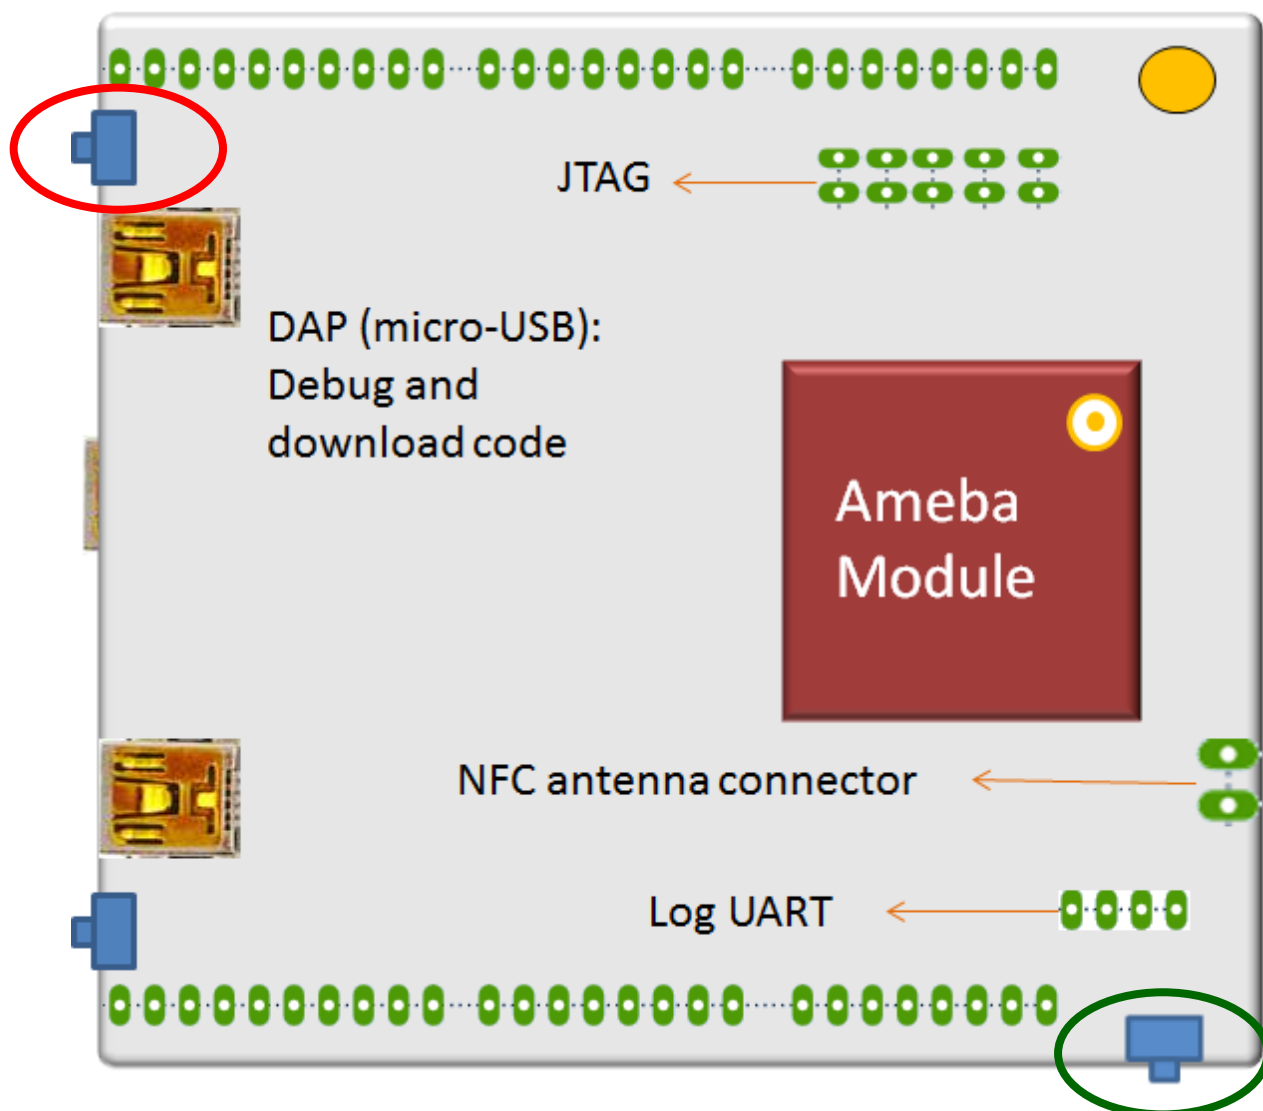 JTAG
DAP (micro-USB):
Debug and
download code
Ameba
Module
NFC antenna connector
Log UART